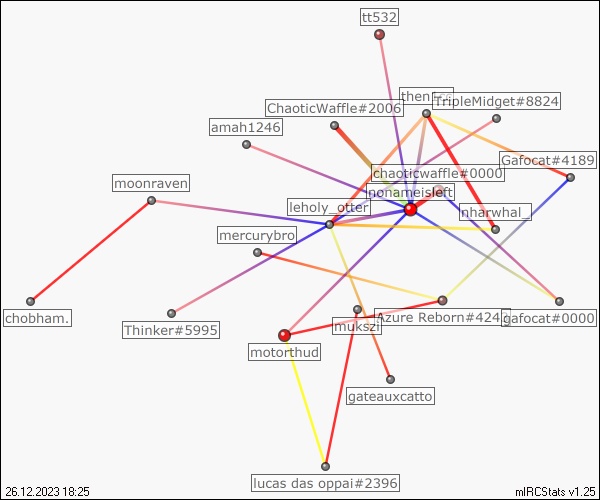 tt532
ChaoticWaffle#2006
TripleMidget#8824
amah1246
Gafocat#4189
chaoticwaffle#0000
moonraven
nonameisleft
leholy_otter
nharwhal_
mercurybro
chobham.
Thinker#5995
Azure Reborn#424
gafocat#0000
mukszi
motorthud
gateauxcatto
lucas das oppai#2396
26.12.2023 18:25
mIRCStats v1.25